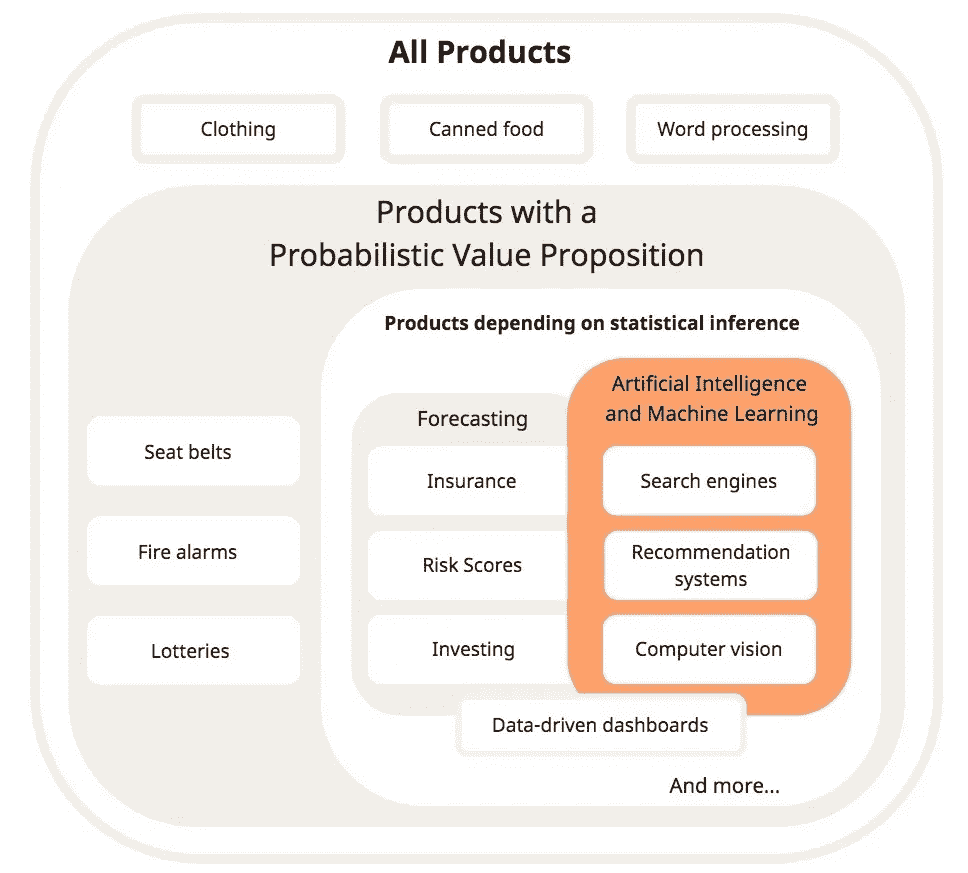 All Products
Clothing
Canned food
Word processing
Products with a
Probabilistic Value Proposition
Products depending on statistical inference
Artificial Intelligence
and Machine Learning
Forecasting
Seat belts
Insurance
Search engines
Fire alarms
Risk Scores
Recommendation
systems
Lotteries
Investing
Computer vision
Data-driven dashboards
And more...